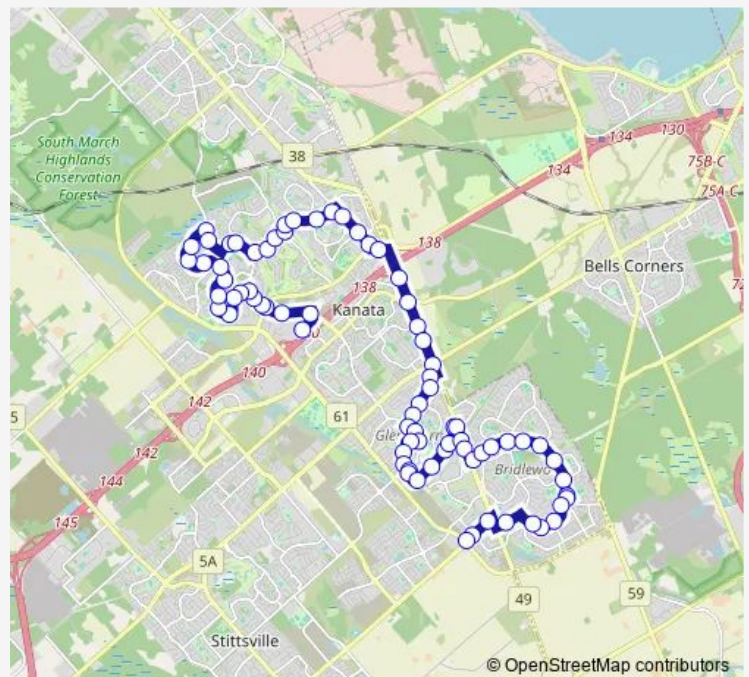 134
130
South March
Highlands
Conservation
Forest
38
134
75B-C
75A-C
138
Bells Corners
138
72
Kanata
140
142
5
61
142
Bridlewo
144
145
5A
49
59
Stittsville
© OpenStreetMap contributors